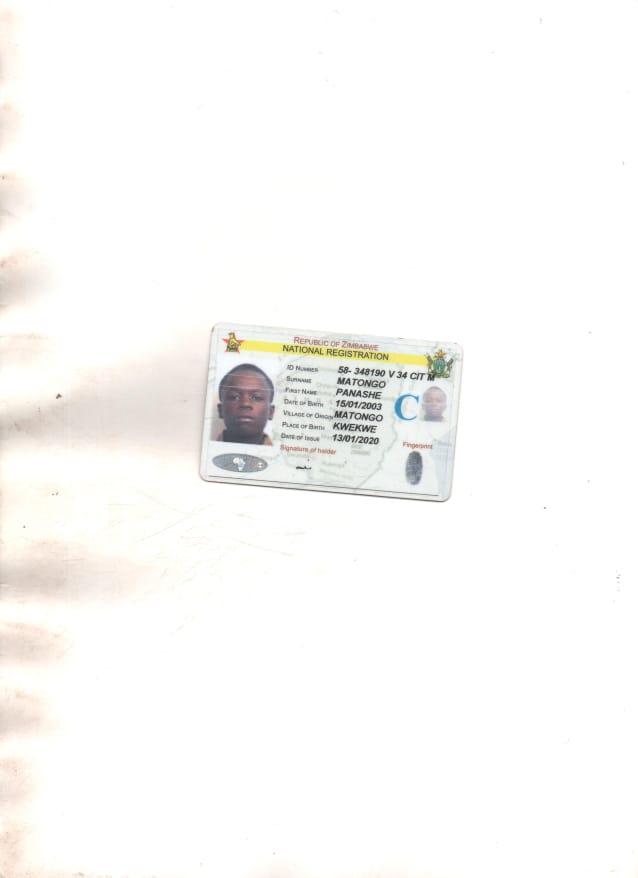 REPUBLIC OF ZIMBABWE
NATIONAL REGISTRATION
ID NUMBER 58- 348190 V 34 CIT M
SURNAME MATONGO
FIRST NAME PANASHE
DATE OF BIRTH 15/01/2003
VILLAGE OF ORIGIN MATONGO
PLACE OF BIRTH KWEKWE
DATE OF ISSUE 13/01/2020
C
Signature of holder
Fingerprint